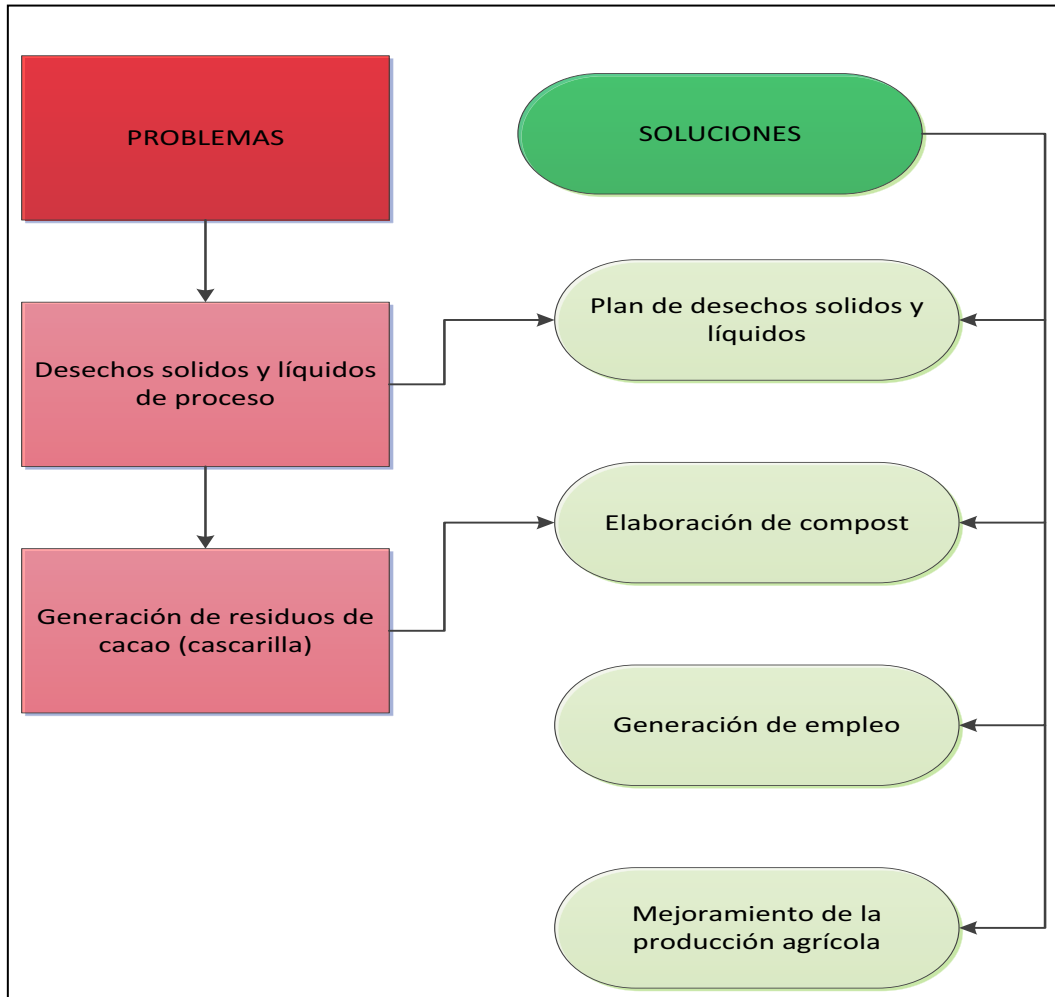 PROBLEMAS
SOLUCIONES
Desechos solidos y líquidos
de proceso
Plan de desechos solidos y
líquidos
Generación de residuos de
cacao (cascarilla)
Elaboración de compost
Generación de empleo
Mejoramiento de la
producción agrícola